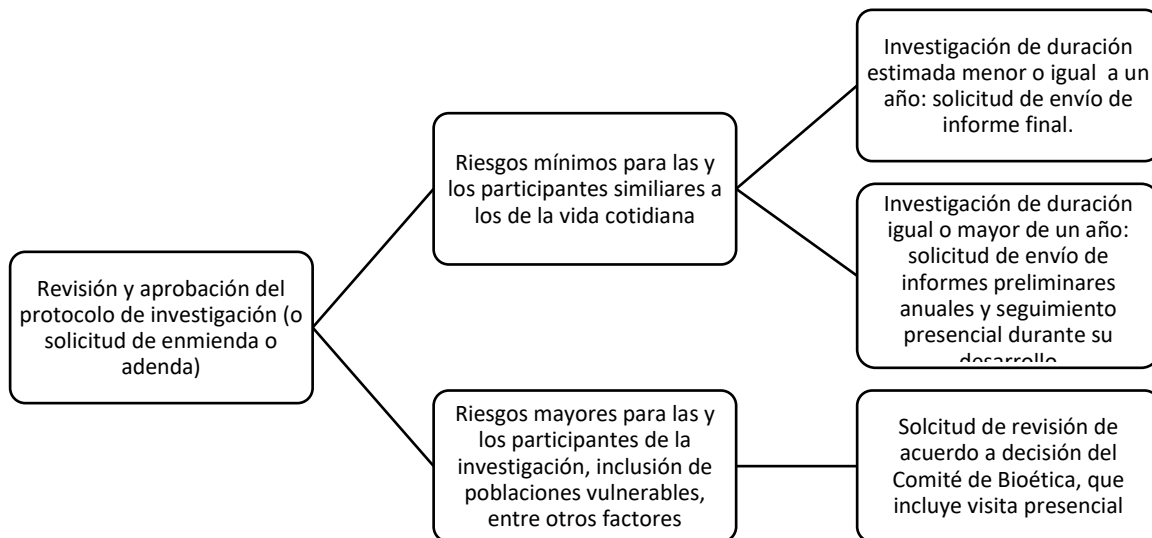 Revisión y aprobación del
protocolo de investigación (o
solicitud de enmienda o
adenda)
Riesgos mínimos para las y
los participantes similiares a
los de la vida cotidiana
Investigación de duración
estimada menor o igual a un
año: solicitud de envío de
informe final.
Investigación de duración
igual o mayor de un año:
solicitud de envío de
informes preliminares
anuales y seguimiento
presencial durante su
desarrollo
Riesgos mayores para las y
los participantes de la
investigación, inclusión de
poblaciones vulnerables,
entre otros factores
Solcitud de revisión de
acuerdo a decisión del
Comité de Bioética, que
incluye visita presencial